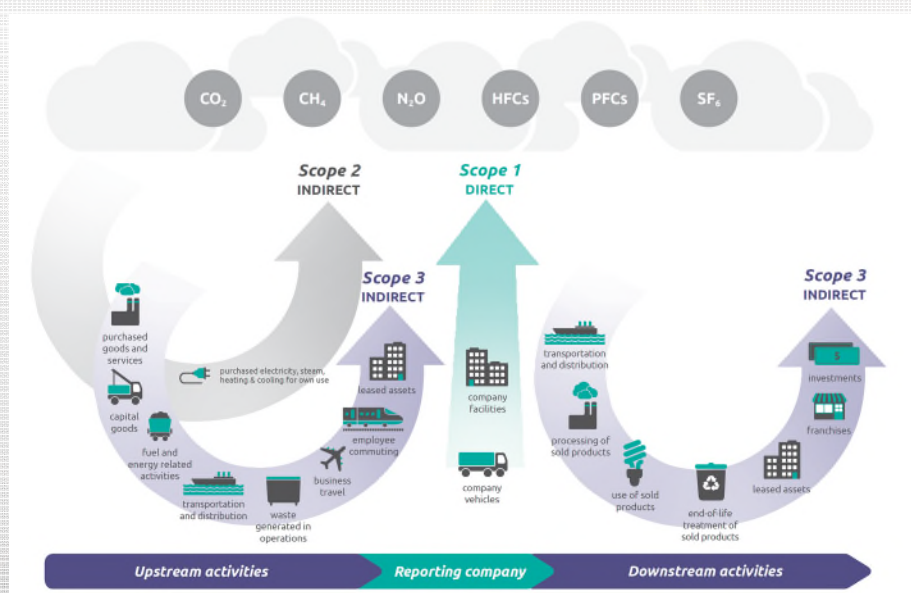 CO₂
CH₄
N₂O
HFCs
PFCs
SF₆
Scope 2
INDIRECT
Scope 1
DIRECT
Scope 3
INDIRECT
Scope 3
INDIRECT
purchased
goods and
services
capital
goods
fuel and
energy related
activities
purchased electricity, steam,
heating & cooling for own use
transportation
and distribution
waste
generated in
operations
business
travel
employee
commuting
leased assets
company
facilities
company
vehicles
transportation
and distribution
processing of
sold products
use of sold
products
end-of-life
treatment of
sold products
leased assets
franchises
$
investments
Upstream activities
Reporting company
Downstream activities